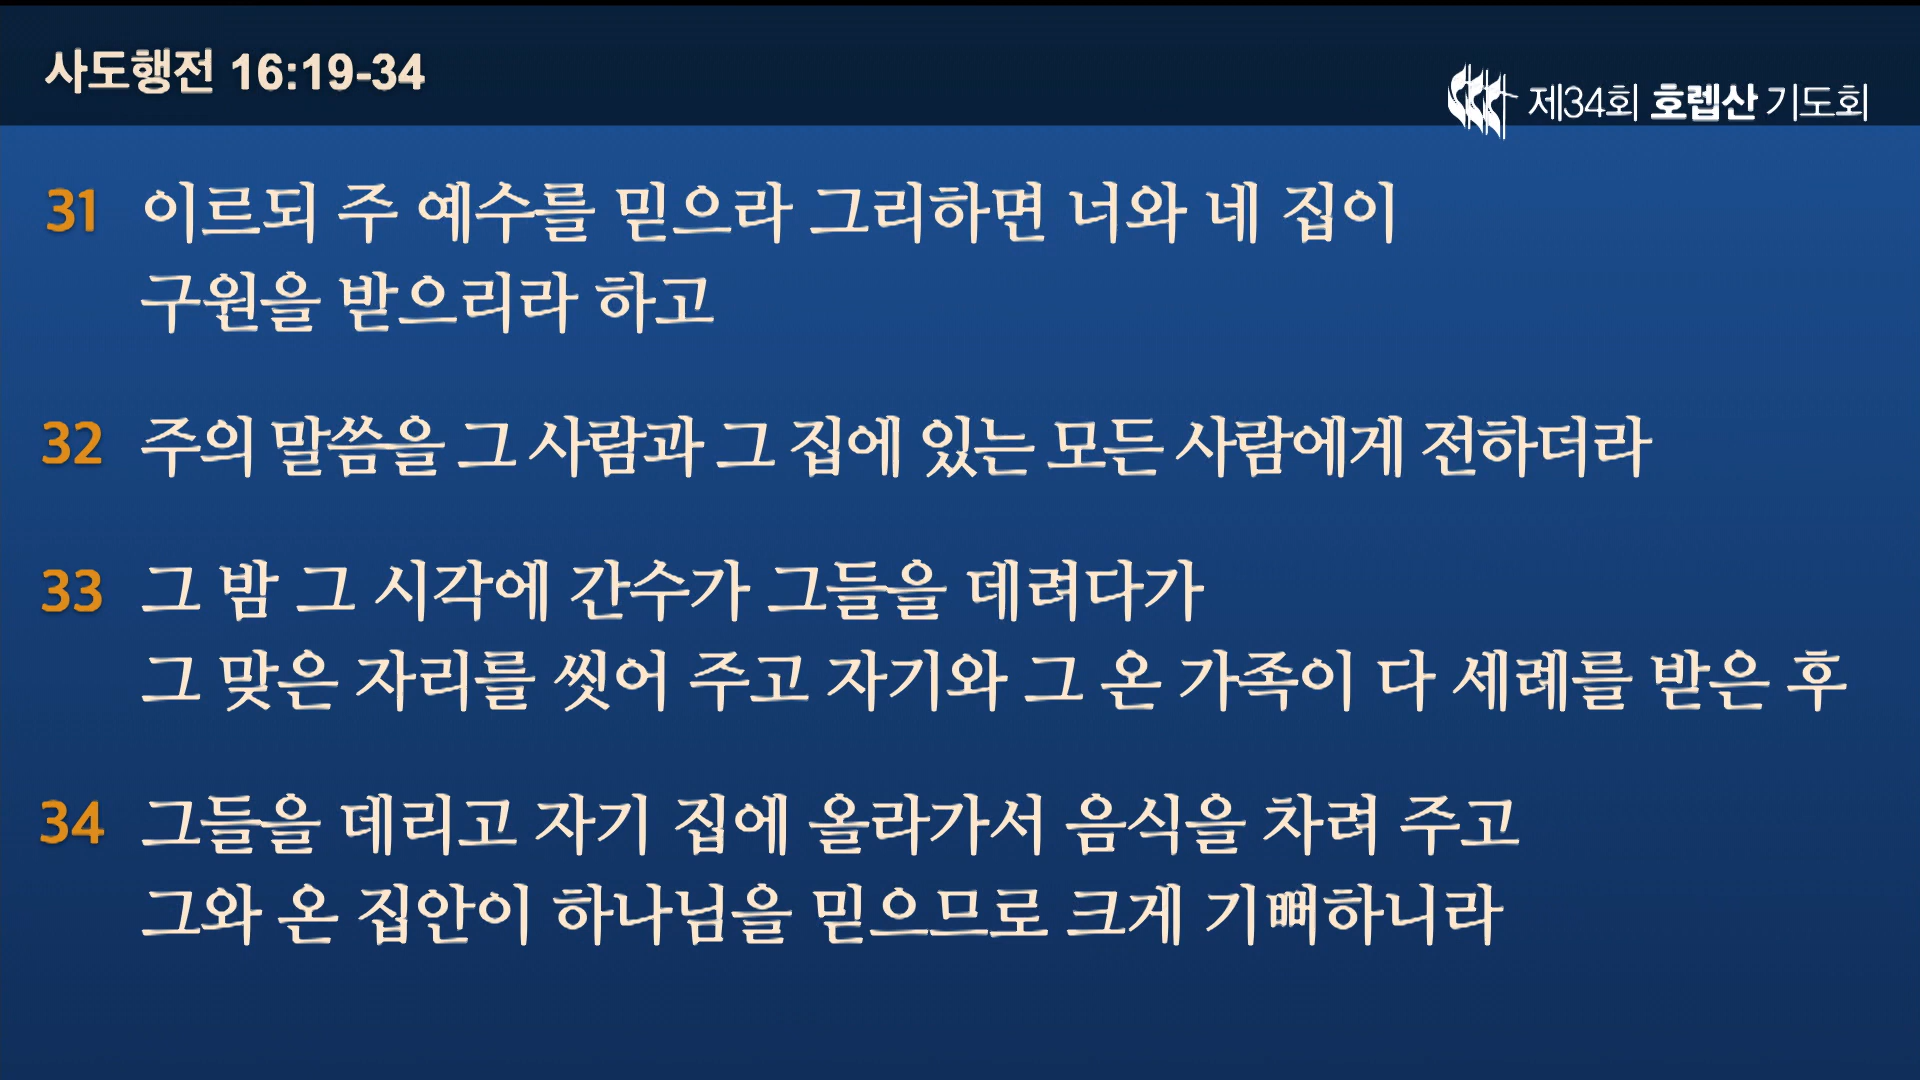 사도행전 16:19-34
제34회 호렙산 기도회
31 이르되 주 예수를 믿으라 그리하면 너와 네 집이
구원을 받으리라 하고
32 주의 말씀을 그 사람과 그 집에 있는 모든 사람에게 전하더라
33 그 밤 그 시각에 간수가 그들을 데려다가
그 맞은 자리를 씻어 주고 자기와 그 온 가족이 다 세례를 받은 후
34 그들을 데리고 자기 집에 올라가서 음식을 차려 주고
그와 온 집안이 하나님을 믿으므로 크게 기뻐하니라